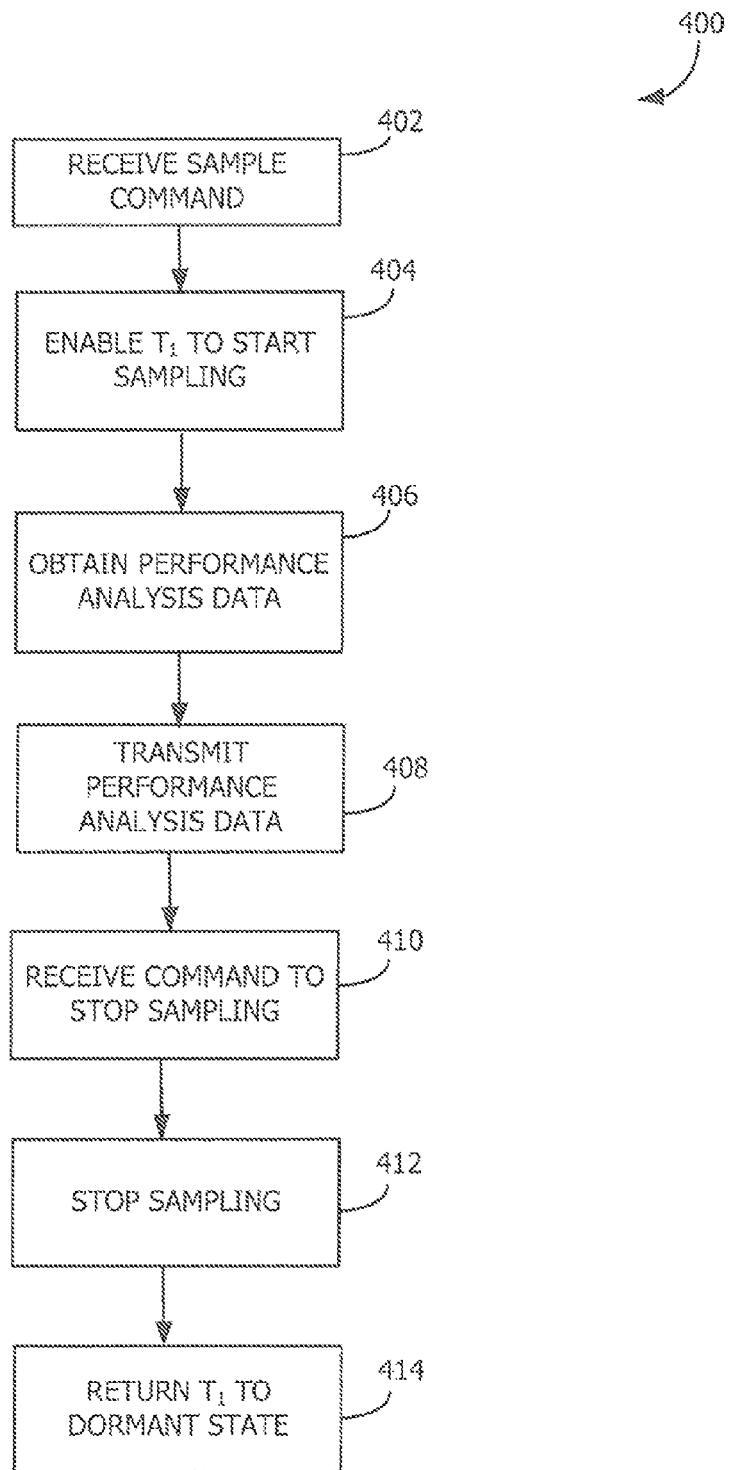 400
402
RECEIVE SAMPLE
COMMAND
404
ENABLE T₁ TO START
SAMPLING
406
OBTAIN PERFORMANCE
ANALYSIS DATA
408
TRANSMIT
PERFORMANCE
ANALYSIS DATA
410
RECEIVE COMMAND TO
STOP SAMPLING
412
STOP SAMPLING
414
RETURN T₁ TO
DORMANT STATE